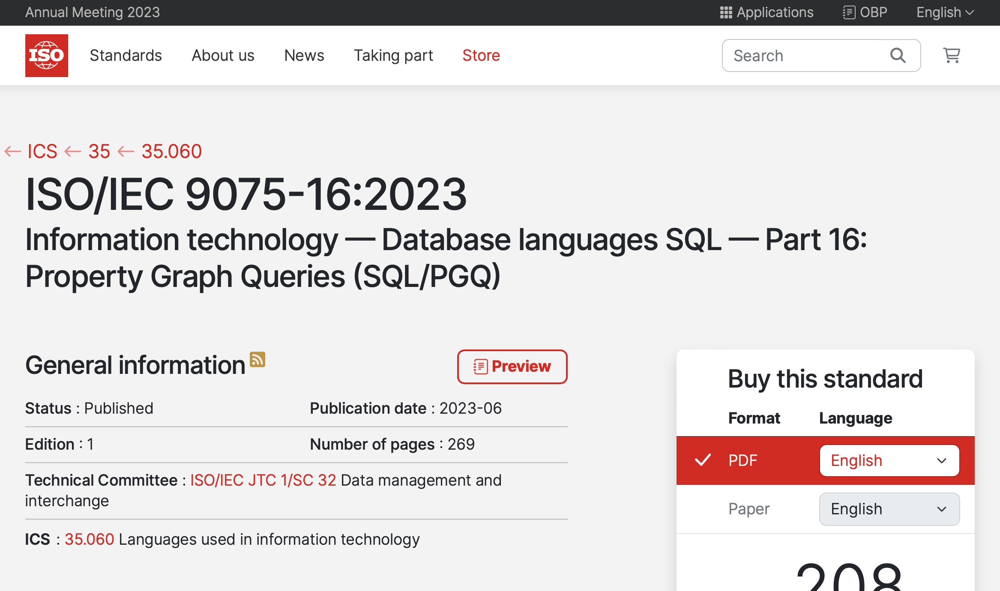 Annual Meeting 2023
Applications
OBP
English
ISO
Standards
About us
News
Taking part
Store
Search
← ICS ← 35 ← 35.060
ISO/IEC 9075-16:2023
Information technology — Database languages SQL — Part 16:
Property Graph Queries (SQL/PGQ)
General information
Preview
Status : Published
Publication date : 2023-06
Edition : 1
Number of pages : 269
Technical Committee : ISO/IEC JTC 1/SC 32 Data management and
interchange
ICS : 35.060 Languages used in information technology
Buy this standard
Format Language
PDF English
Paper English
208